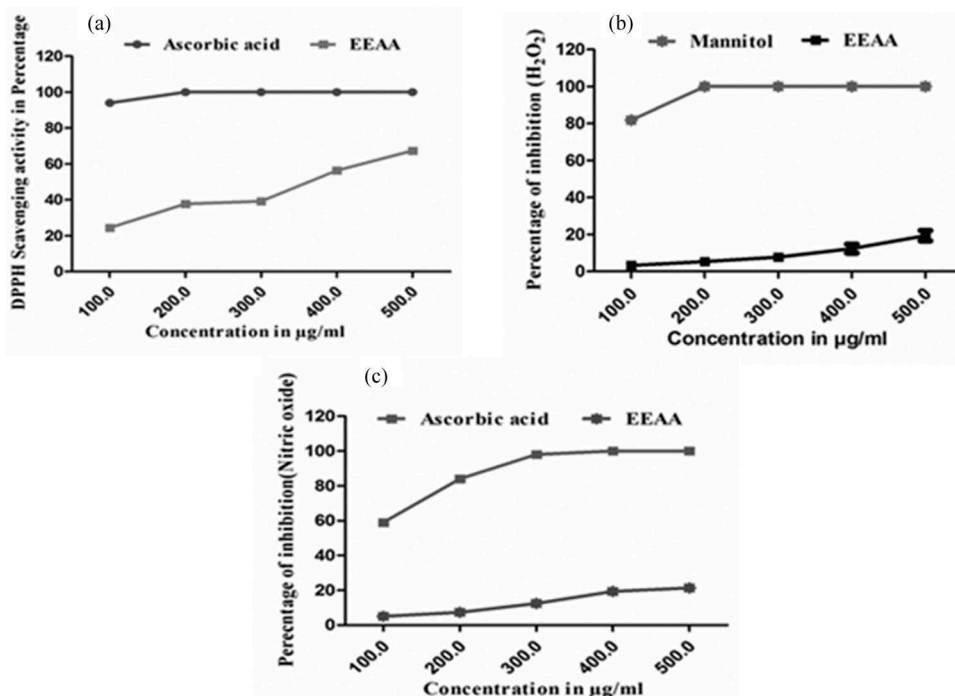 (a)
Ascorbic acid EEAA
DPPH Scavenging activity in Percentage
120
100
80
60
40
20
0
100.0 200.0 300.0 400.0 500.0
Concentration in µg/ml
(b)
Mannitol EEAA
Perecntage of inhibition (H₂O₂)
120
100
80
60
40
20
0
100.0 200.0 300.0 400.0 500.0
Concentration in µg/ml
(c)
Ascorbic acid EEAA
Perecntage of inhibition(Nitric oxide)
120
100
80
60
40
20
0
100.0 200.0 300.0 400.0 500.0
Concentration in µg/ml